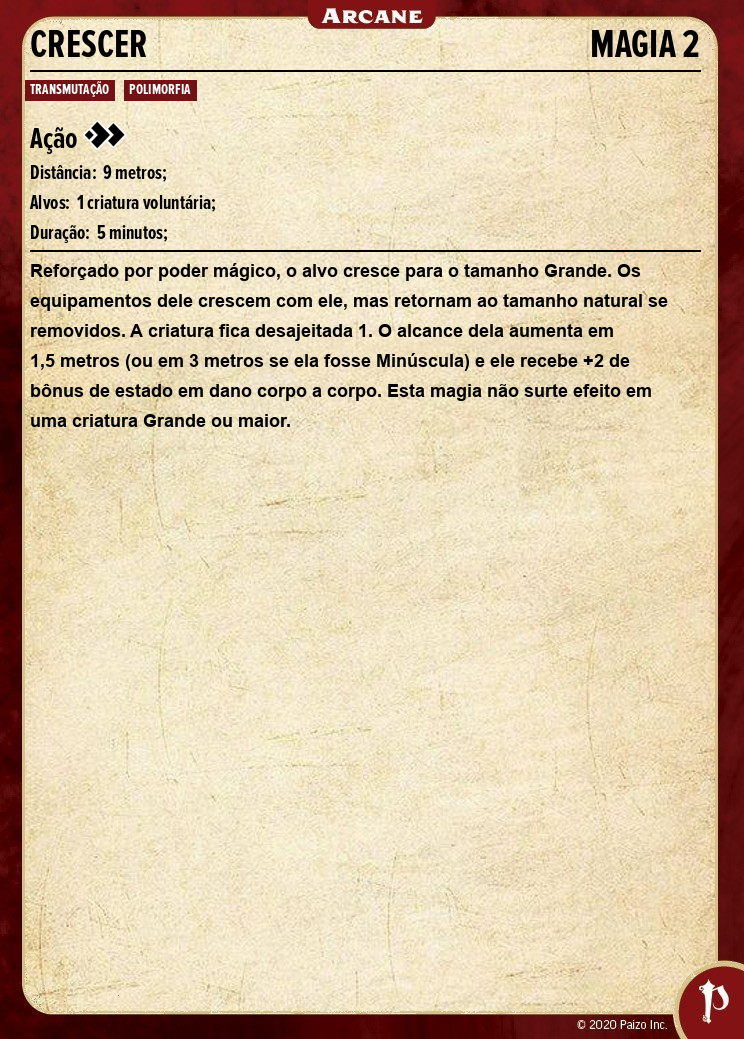 ARCANE
CRESCER MAGIA 2
TRANSMUTAÇÃO POLIMORFIA
Ação
Distância: 9 metros;
Alvos: 1 criatura voluntária;
Duração: 5 minutos;
Reforçado por poder mágico, o alvo cresce para o tamanho Grande. Os
equipamentos dele crescem com ele, mas retornam ao tamanho natural se
removidos. A criatura fica desajeitada 1. O alcance dela aumenta em
1,5 metros (ou em 3 metros se ela fosse Minúscula) e ele recebe +2 de
bônus de estado em dano corpo a corpo. Esta magia não surte efeito em
uma criatura Grande ou maior.
© 2020 Paizo Inc.
P